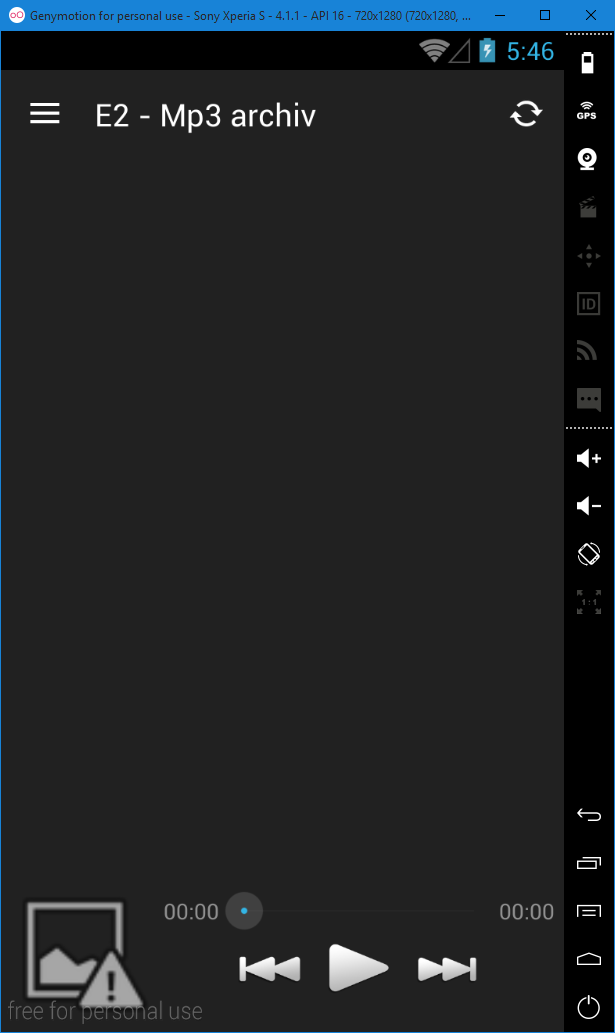 Genymotion for personal use - Sony Xperia S - 4.1.1 - API 16 - 720x1280 (720x1280, ...
5:46
E2 - Mp3 archiv
GPS
ID
1:1
00:00
00:00
free for personal use